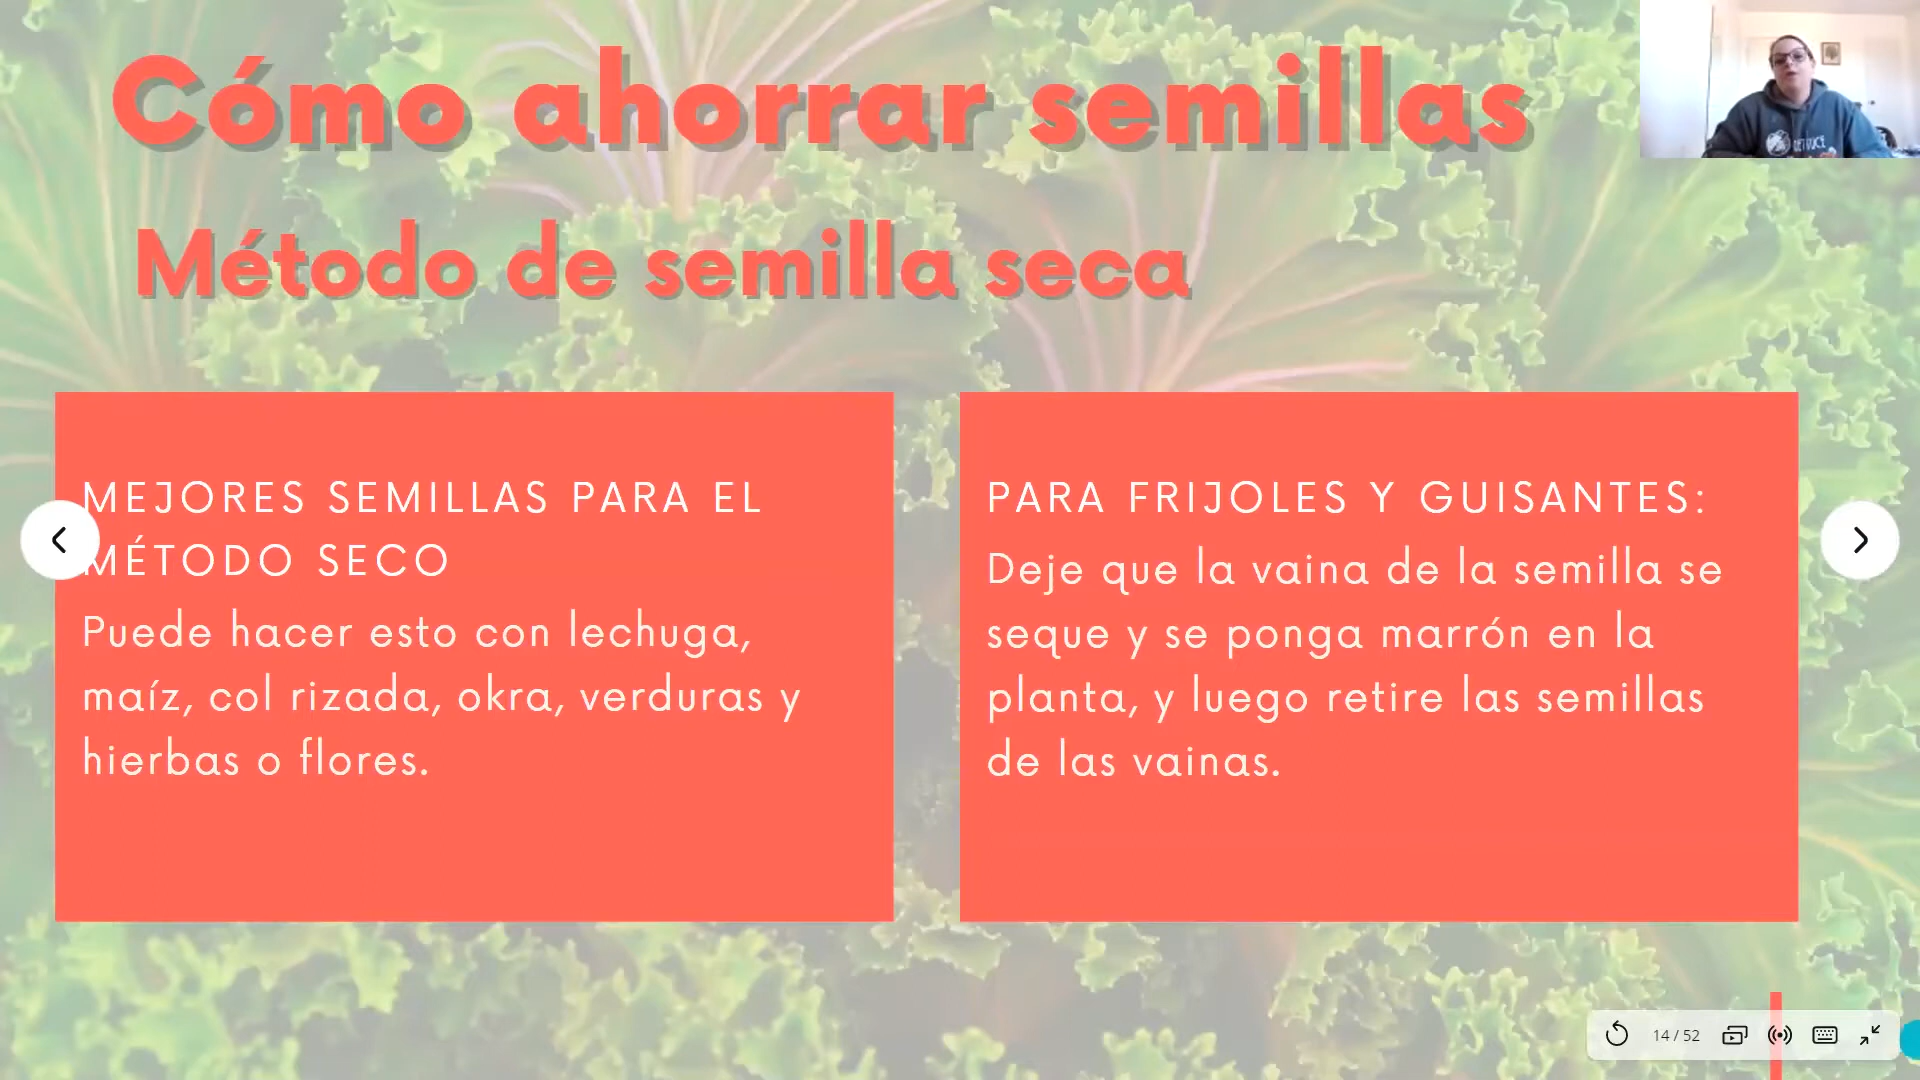 Cómo ahorrar semillas
Método de semilla seca
MEJORES SEMILLAS PARA EL
MÉTODO SECO
Puede hacer esto con lechuga,
maíz, col rizada, okra, verduras y
hierbas o flores.
PARA FRIJOLES Y GUISANTES:
Deje que la vaina de la semilla se
seque y se ponga marrón en la
planta, y luego retire las semillas
de las vainas.
14 / 52